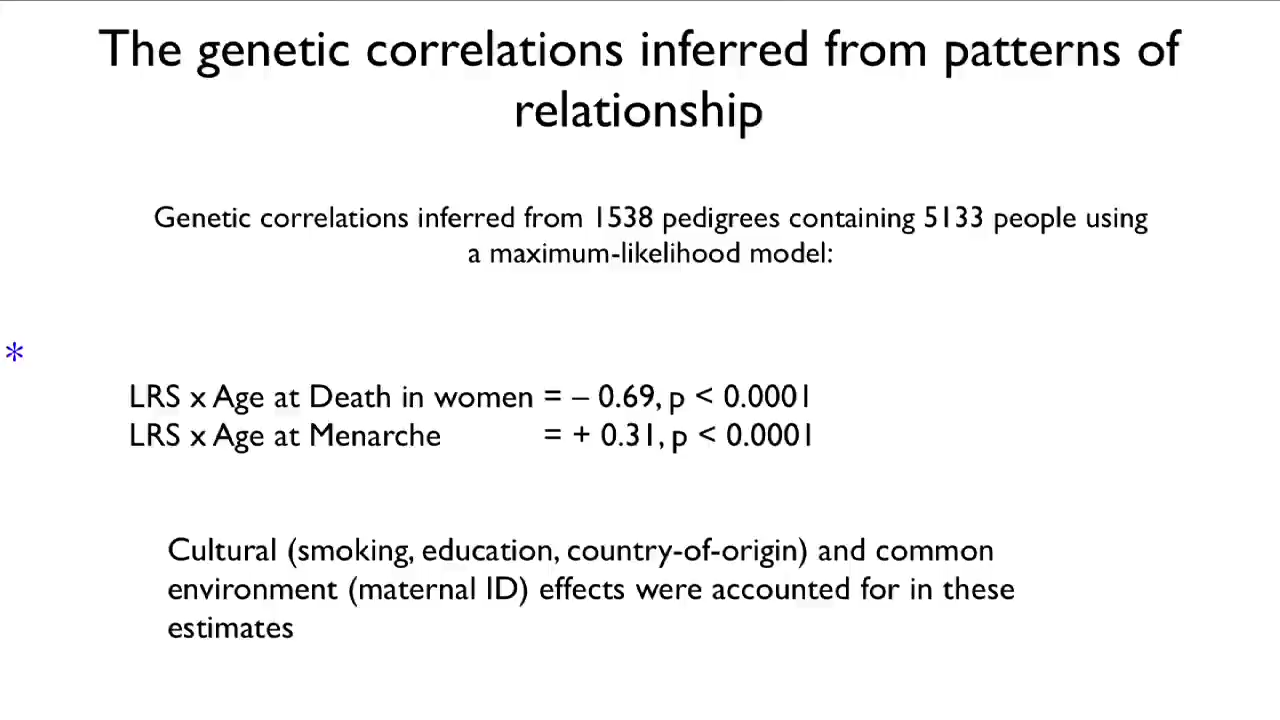 The genetic correlations inferred from patterns of
relationship
Genetic correlations inferred from 1538 pedigrees containing 5133 people using
a maximum-likelihood model:
*
LRS x Age at Death in women = – 0.69, p < 0.0001
LRS x Age at Menarche = + 0.31, p < 0.0001
Cultural (smoking, education, country-of-origin) and common
environment (maternal ID) effects were accounted for in these
estimates